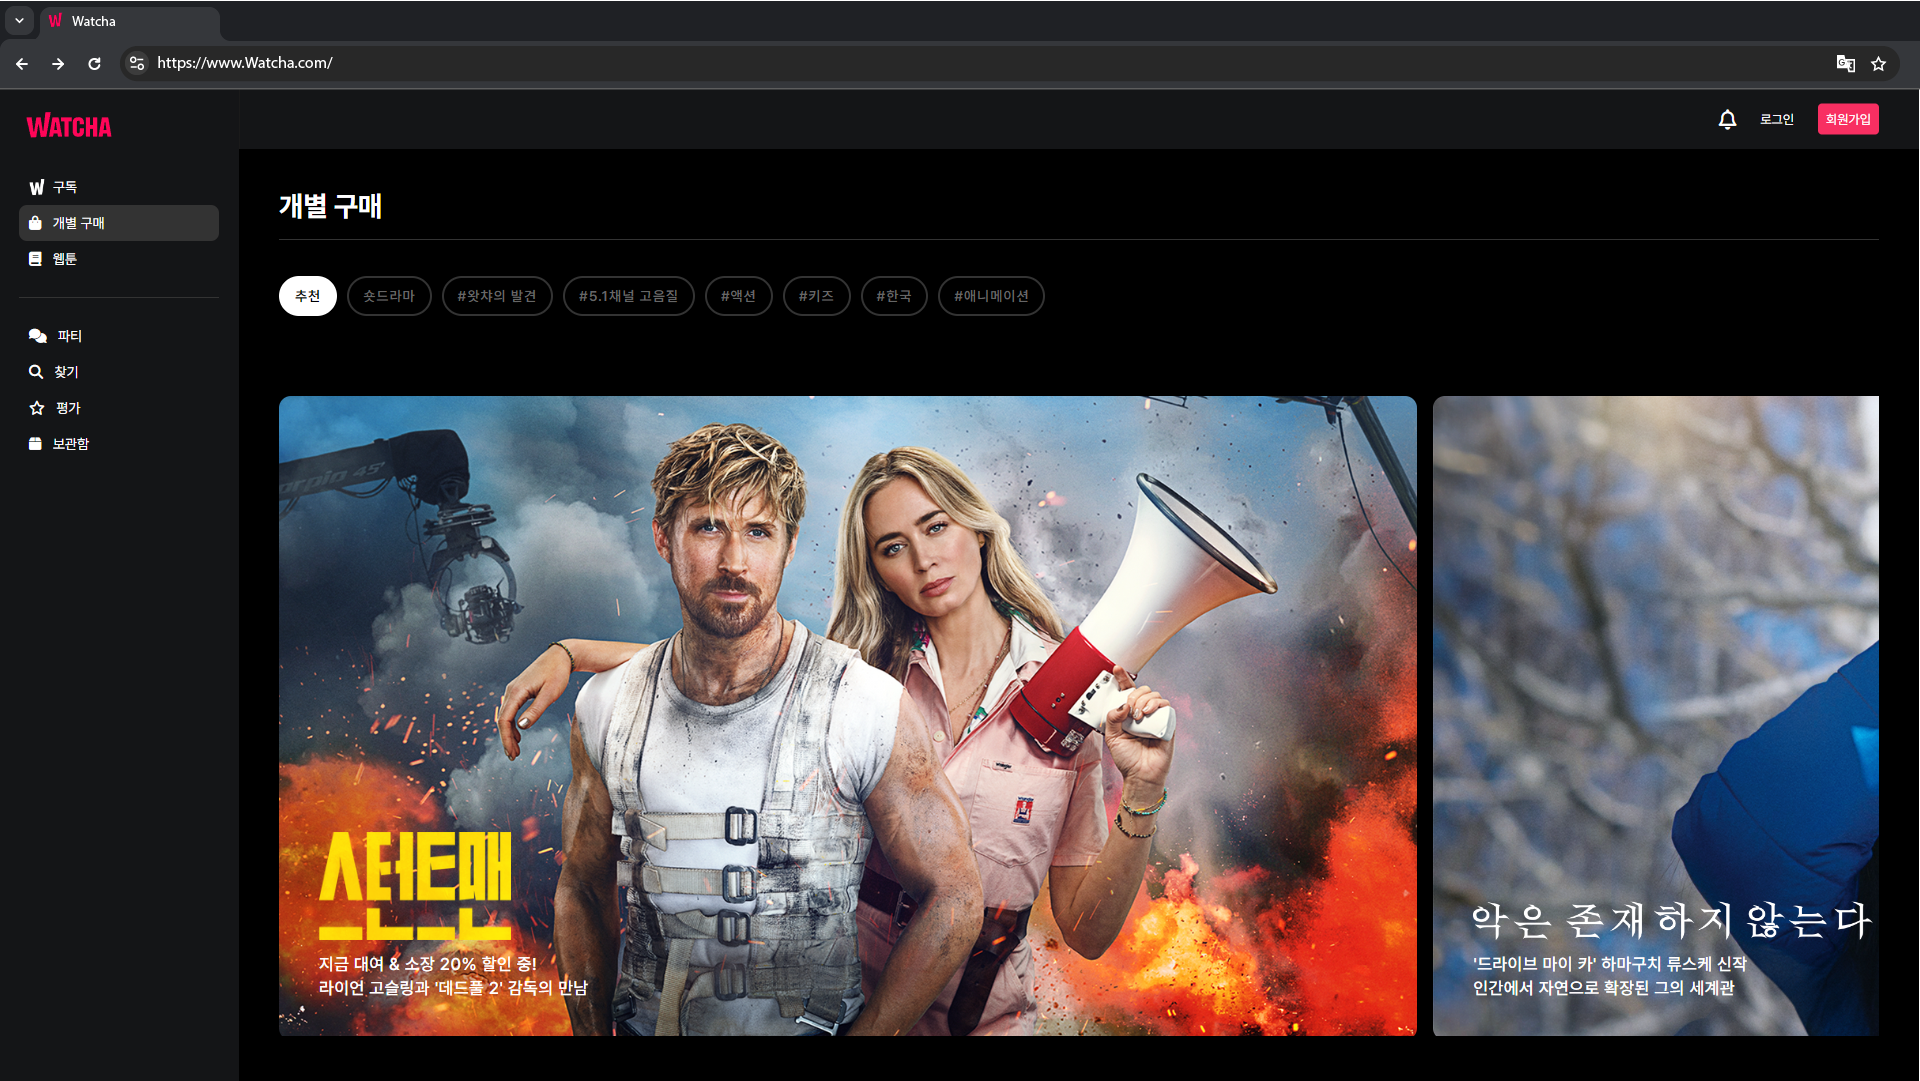 Watcha
https://www.Watcha.com/
WATCHA
로그인
회원가입
구독
개별 구매
웹툰
파티
찾기
평가
보관함
개별 구매
추천
숏드라마
#왓챠의 발견
#5.1채널 고음질
#액션
#키즈
#한국
#애니메이션
orpin 45'
스턴트맨
지금 대여 & 소장 20% 할인 중!
라이언 고슬링과 '데드풀 2' 감독의 만남
악은 존재하지 않는다
'드라이브 마이 카' 하마구치 류스케 신작
인간에서 자연으로 확장된 그의 세계관